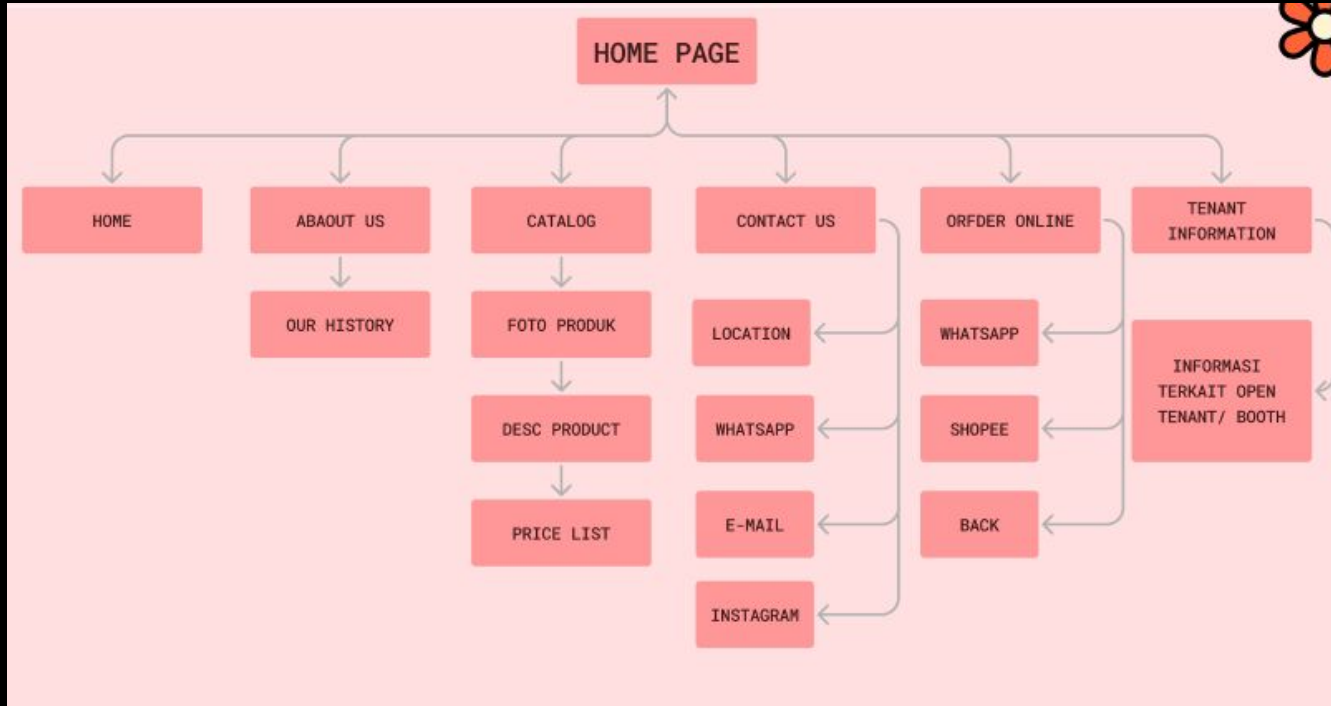 HOME PAGE
HOME
ABAOUT US
CATALOG
CONTACT US
ORFDER ONLINE
TENANT
INFORMATION
OUR HISTORY
FOTO PRODUK
LOCATION
WHATSAPP
INFORMASI
TERKAIT OPEN
TENANT/ BOOTH
DESC PRODUCT
WHATSAPP
SHOPEE
PRICE LIST
E-MAIL
BACK
INSTAGRAM